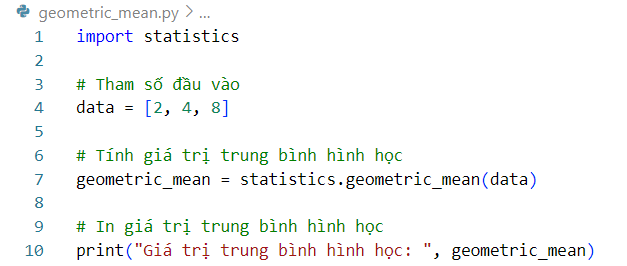 geometric_mean.py > ...
1 import statistics
2
3 # Tham số đầu vào
4 data = [2, 4, 8]
5
6 # Tính giá trị trung bình hình học
7 geometric_mean = statistics.geometric_mean(data)
8
9 # In giá trị trung bình hình học
10 print("Giá trị trung bình hình học: ", geometric_mean)